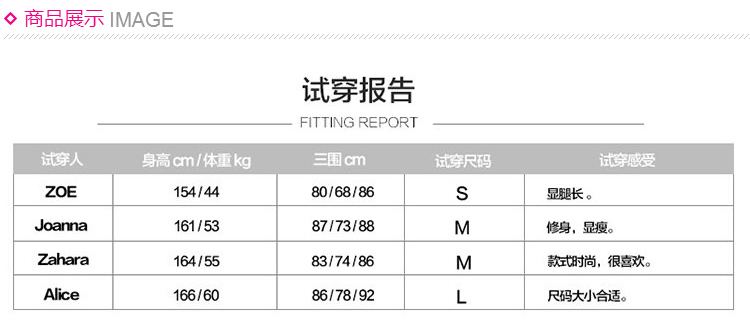 商品展示 IMAGE
试穿报告
FITTING REPORT
试穿人 身高 cm / 体重 kg 三围 cm 试穿尺码 试穿感受
ZOE 154 / 44 80 / 68 / 86 S 显腿长。
Joanna 161 / 53 87 / 73 / 88 M 修身，显瘦。
Zahara 164 / 55 83 / 74 / 86 M 款式时尚，很喜欢。
Alice 166 / 60 86 / 78 / 92 L 尺码大小合适。